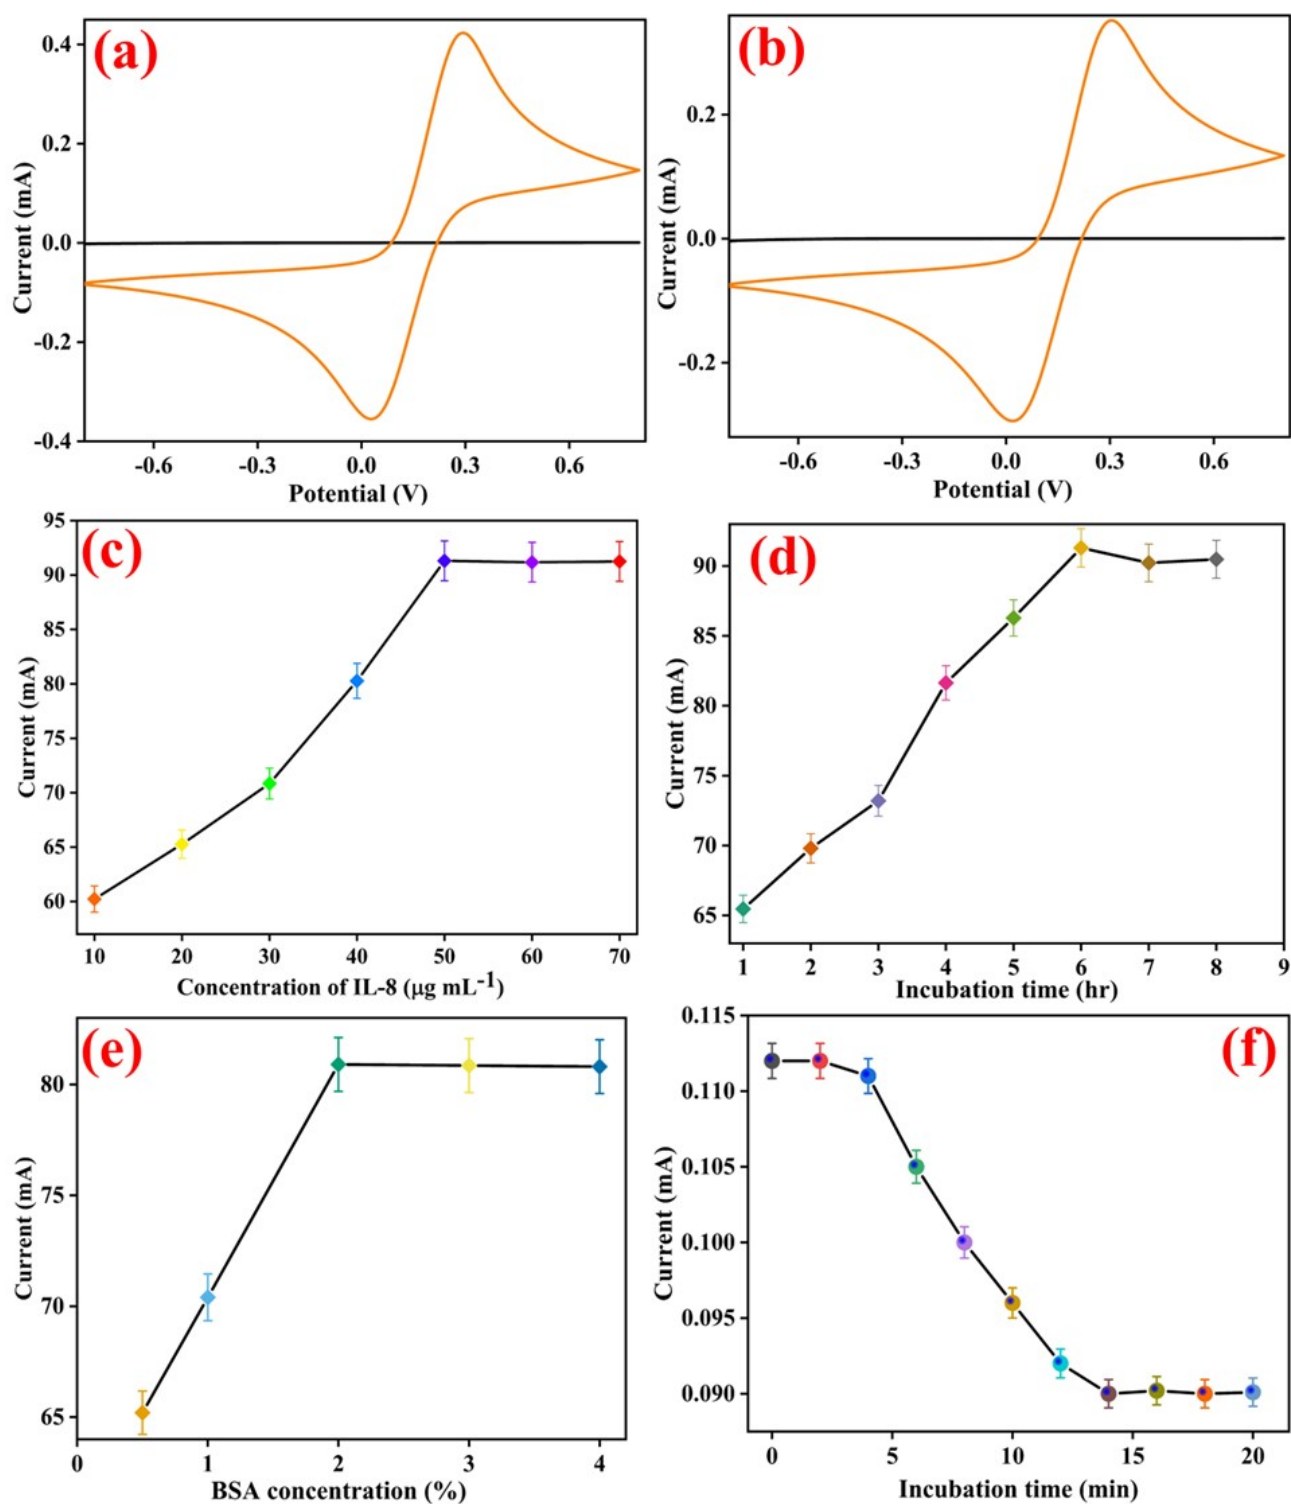 (a)
Current (mA)
0.4
0.2
0.0
-0.2
-0.4
-0.6 -0.3 0.0 0.3 0.6
Potential (V)
(b)
Current (mA)
0.2
0.0
-0.2
-0.6 -0.3 0.0 0.3 0.6
Potential (V)
(c)
Current (mA)
95
90
85
80
75
70
65
60
10 20 30 40 50 60 70
Concentration of IL-8 (μg mL⁻¹)
(d)
Current (mA)
90
85
80
75
70
65
1 2 3 4 5 6 7 8 9
Incubation time (hr)
(e)
Current (mA)
80
75
70
65
0 1 2 3 4
BSA concentration (%)
(f)
Current (mA)
0.115
0.110
0.105
0.100
0.095
0.090
0 5 10 15 20
Incubation time (min)